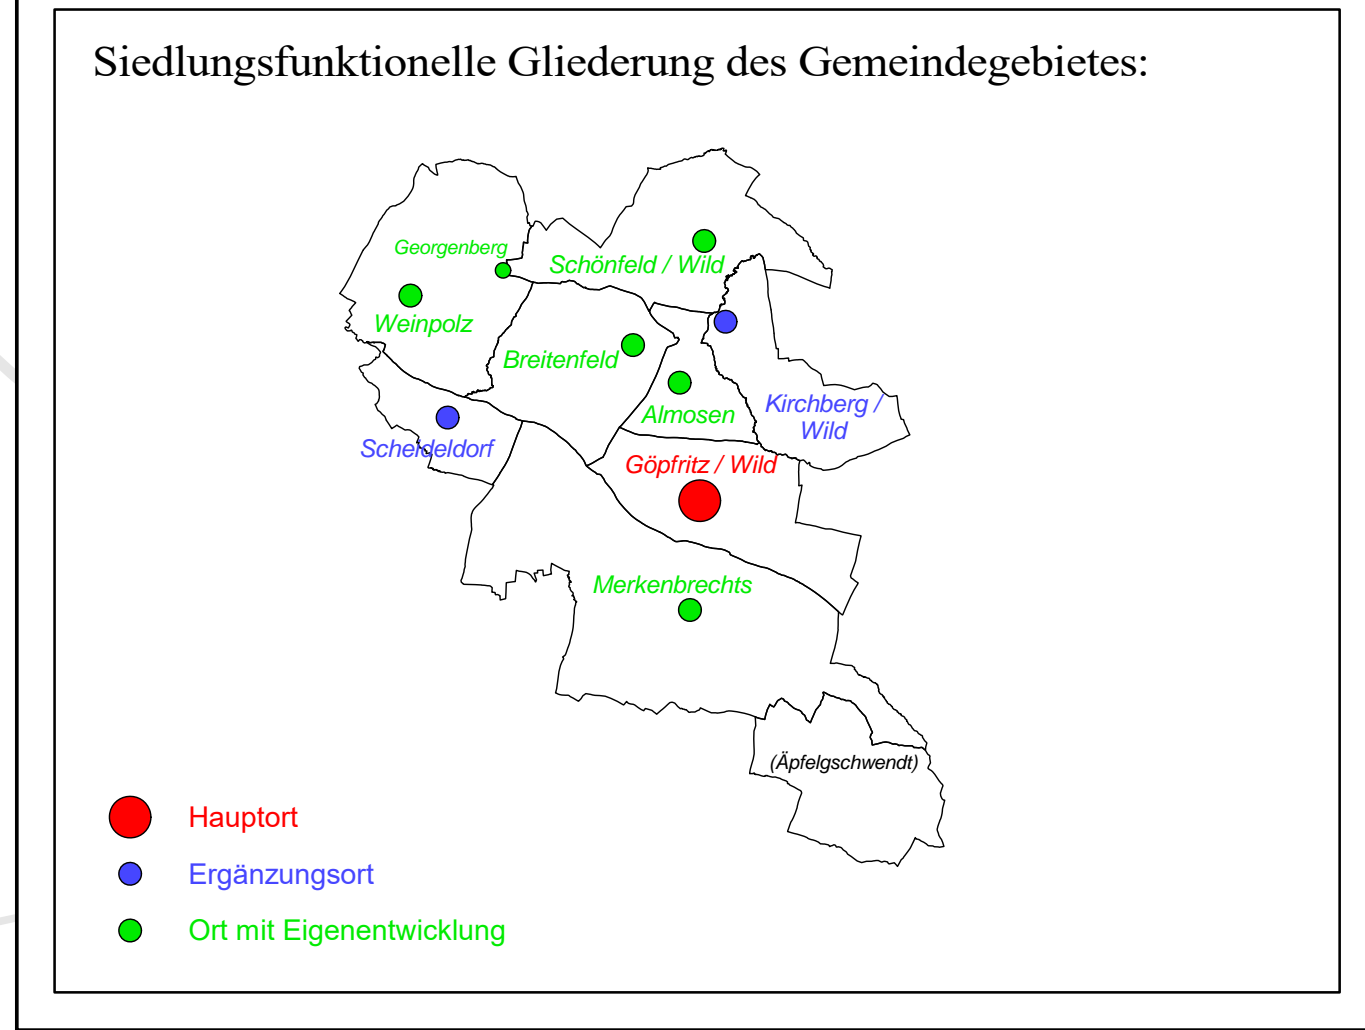 Siedlungsfunktionelle Gliederung des Gemeindegebietes:
Georgenberg
Schönfeld / Wild
Weinpolz
Breitenfeld
Almosen
Kirchberg /
Wild
Scheideldorf
Göpfritz / Wild
Merkenbrechts
(Äpfelgschwendt)
Hauptort
Ergänzungsort
Ort mit Eigenentwicklung